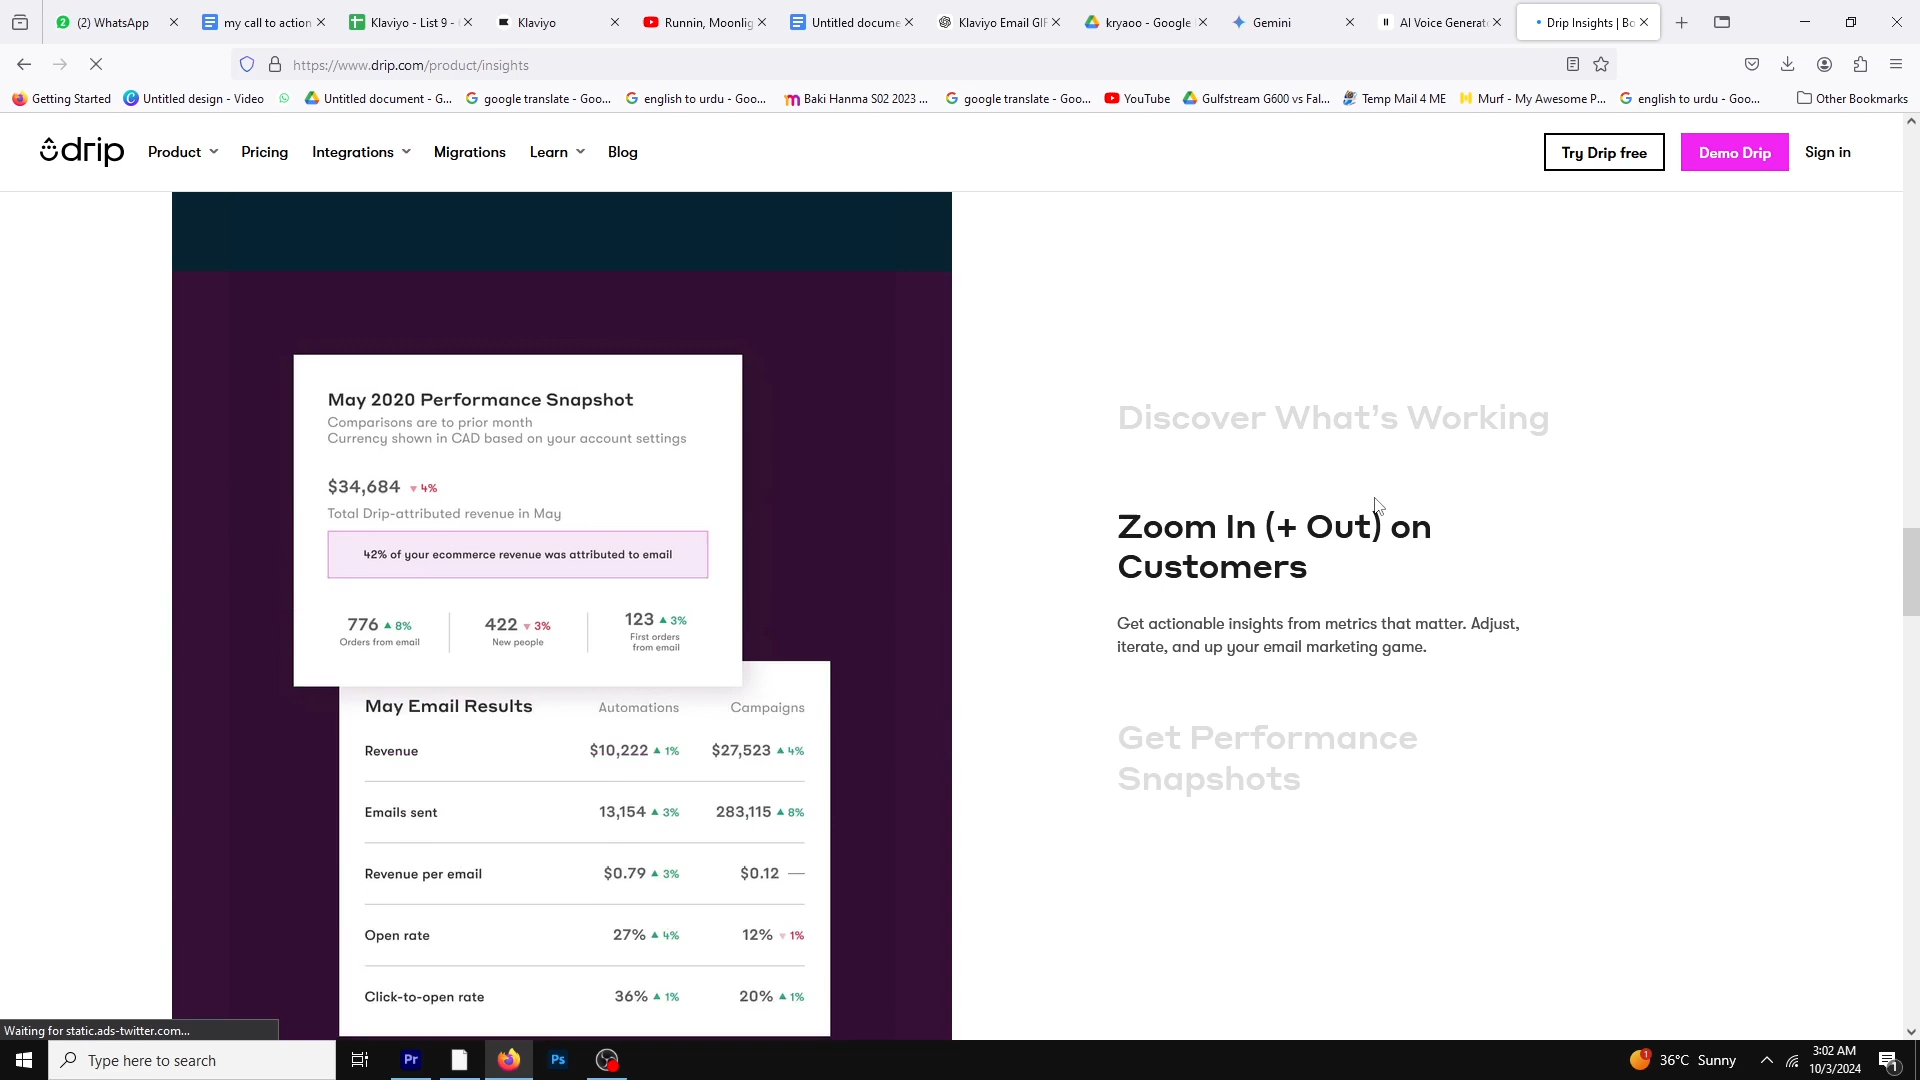 (2) WhatsApp
my call to action
Klaviyo - List 9 -
Klaviyo
Runnin, Moonlig
Untitled docume
Klaviyo Email GIF
kryaoo - Google
Gemini
AI Voice Generat
Drip Insights | Bo
https://www.drip.com/product/insights
Getting Started
Untitled design - Video
Untitled document - G...
google translate - Goo...
english to urdu - Goo...
Baki Hanma S02 2023 ...
google translate - Goo...
YouTube
Gulfstream G600 vs Fal...
Temp Mail 4 ME
Murf - My Awesome P...
english to urdu - Goo...
Other Bookmarks
drip
Product
Pricing
Integrations
Migrations
Learn
Blog
Try Drip free
Demo Drip
Sign in
May 2020 Performance Snapshot
Comparisons are to prior month
Currency shown in CAD based on your account settings
$34,684 ▼ 4%
Total Drip-attributed revenue in May
42% of your ecommerce revenue was attributed to email
776 ▲ 8%
Orders from email
422 ▼ 3%
New people
123 ▲ 3%
First orders
from email
May Email Results Automations Campaigns
Revenue $10,222 ▲ 1% $27,523 ▲ 4%
Emails sent 13,154 ▲ 3% 283,115 ▲ 8%
Revenue per email $0.79 ▲ 3% $0.12 —
Open rate 27% ▲ 4% 12% ▼ 1%
Click-to-open rate 36% ▲ 1% 20% ▲ 1%
Discover What's Working
Zoom In (+ Out) on
Customers
Get actionable insights from metrics that matter. Adjust,
iterate, and up your email marketing game.
Get Performance
Snapshots
Waiting for static.ads-twitter.com...
Type here to search
Pr
Ps
1
36°C Sunny
3:02 AM
10/3/2024
1